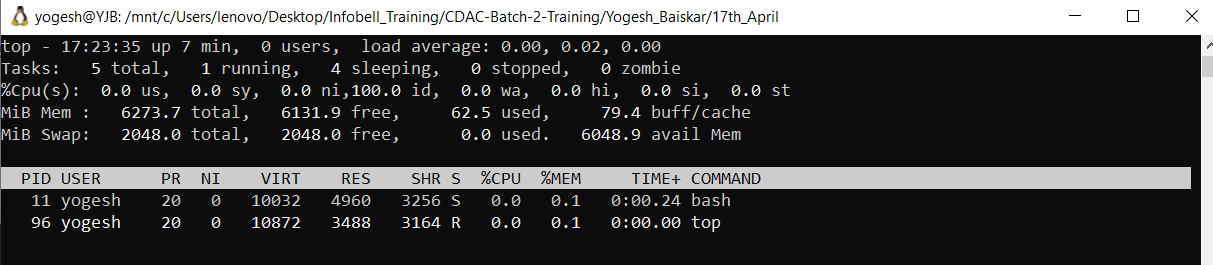 yogesh@YJB: /mnt/c/Users/lenovo/Desktop/Infobell_Training/CDAC-Batch-2-Training/Yogesh_Baiskar/17th_April
top - 17:23:35 up 7 min,  0 users,  load average: 0.00, 0.02, 0.00
Tasks:   5 total,   1 running,   4 sleeping,   0 stopped,   0 zombie
%Cpu(s):  0.0 us,  0.0 sy,  0.0 ni,100.0 id,  0.0 wa,  0.0 hi,  0.0 si,  0.0 st
MiB Mem :   6273.7 total,   6131.9 free,     62.5 used,     79.4 buff/cache
MiB Swap:   2048.0 total,   2048.0 free,      0.0 used.   6048.9 avail Mem
  PID USER      PR  NI    VIRT    RES    SHR S  %CPU  %MEM     TIME+ COMMAND
   11 yogesh    20   0   10032   4960   3256 S   0.0   0.1   0:00.24 bash
   96 yogesh    20   0   10872   3488   3164 R   0.0   0.1   0:00.00 top